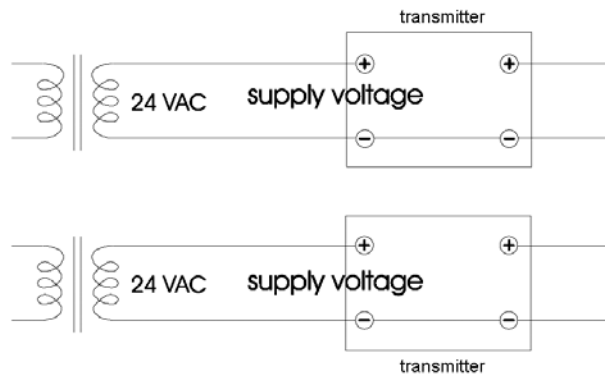 transmitter
+ +
24 VAC supply voltage
− −
+ +
24 VAC supply voltage
− −
transmitter